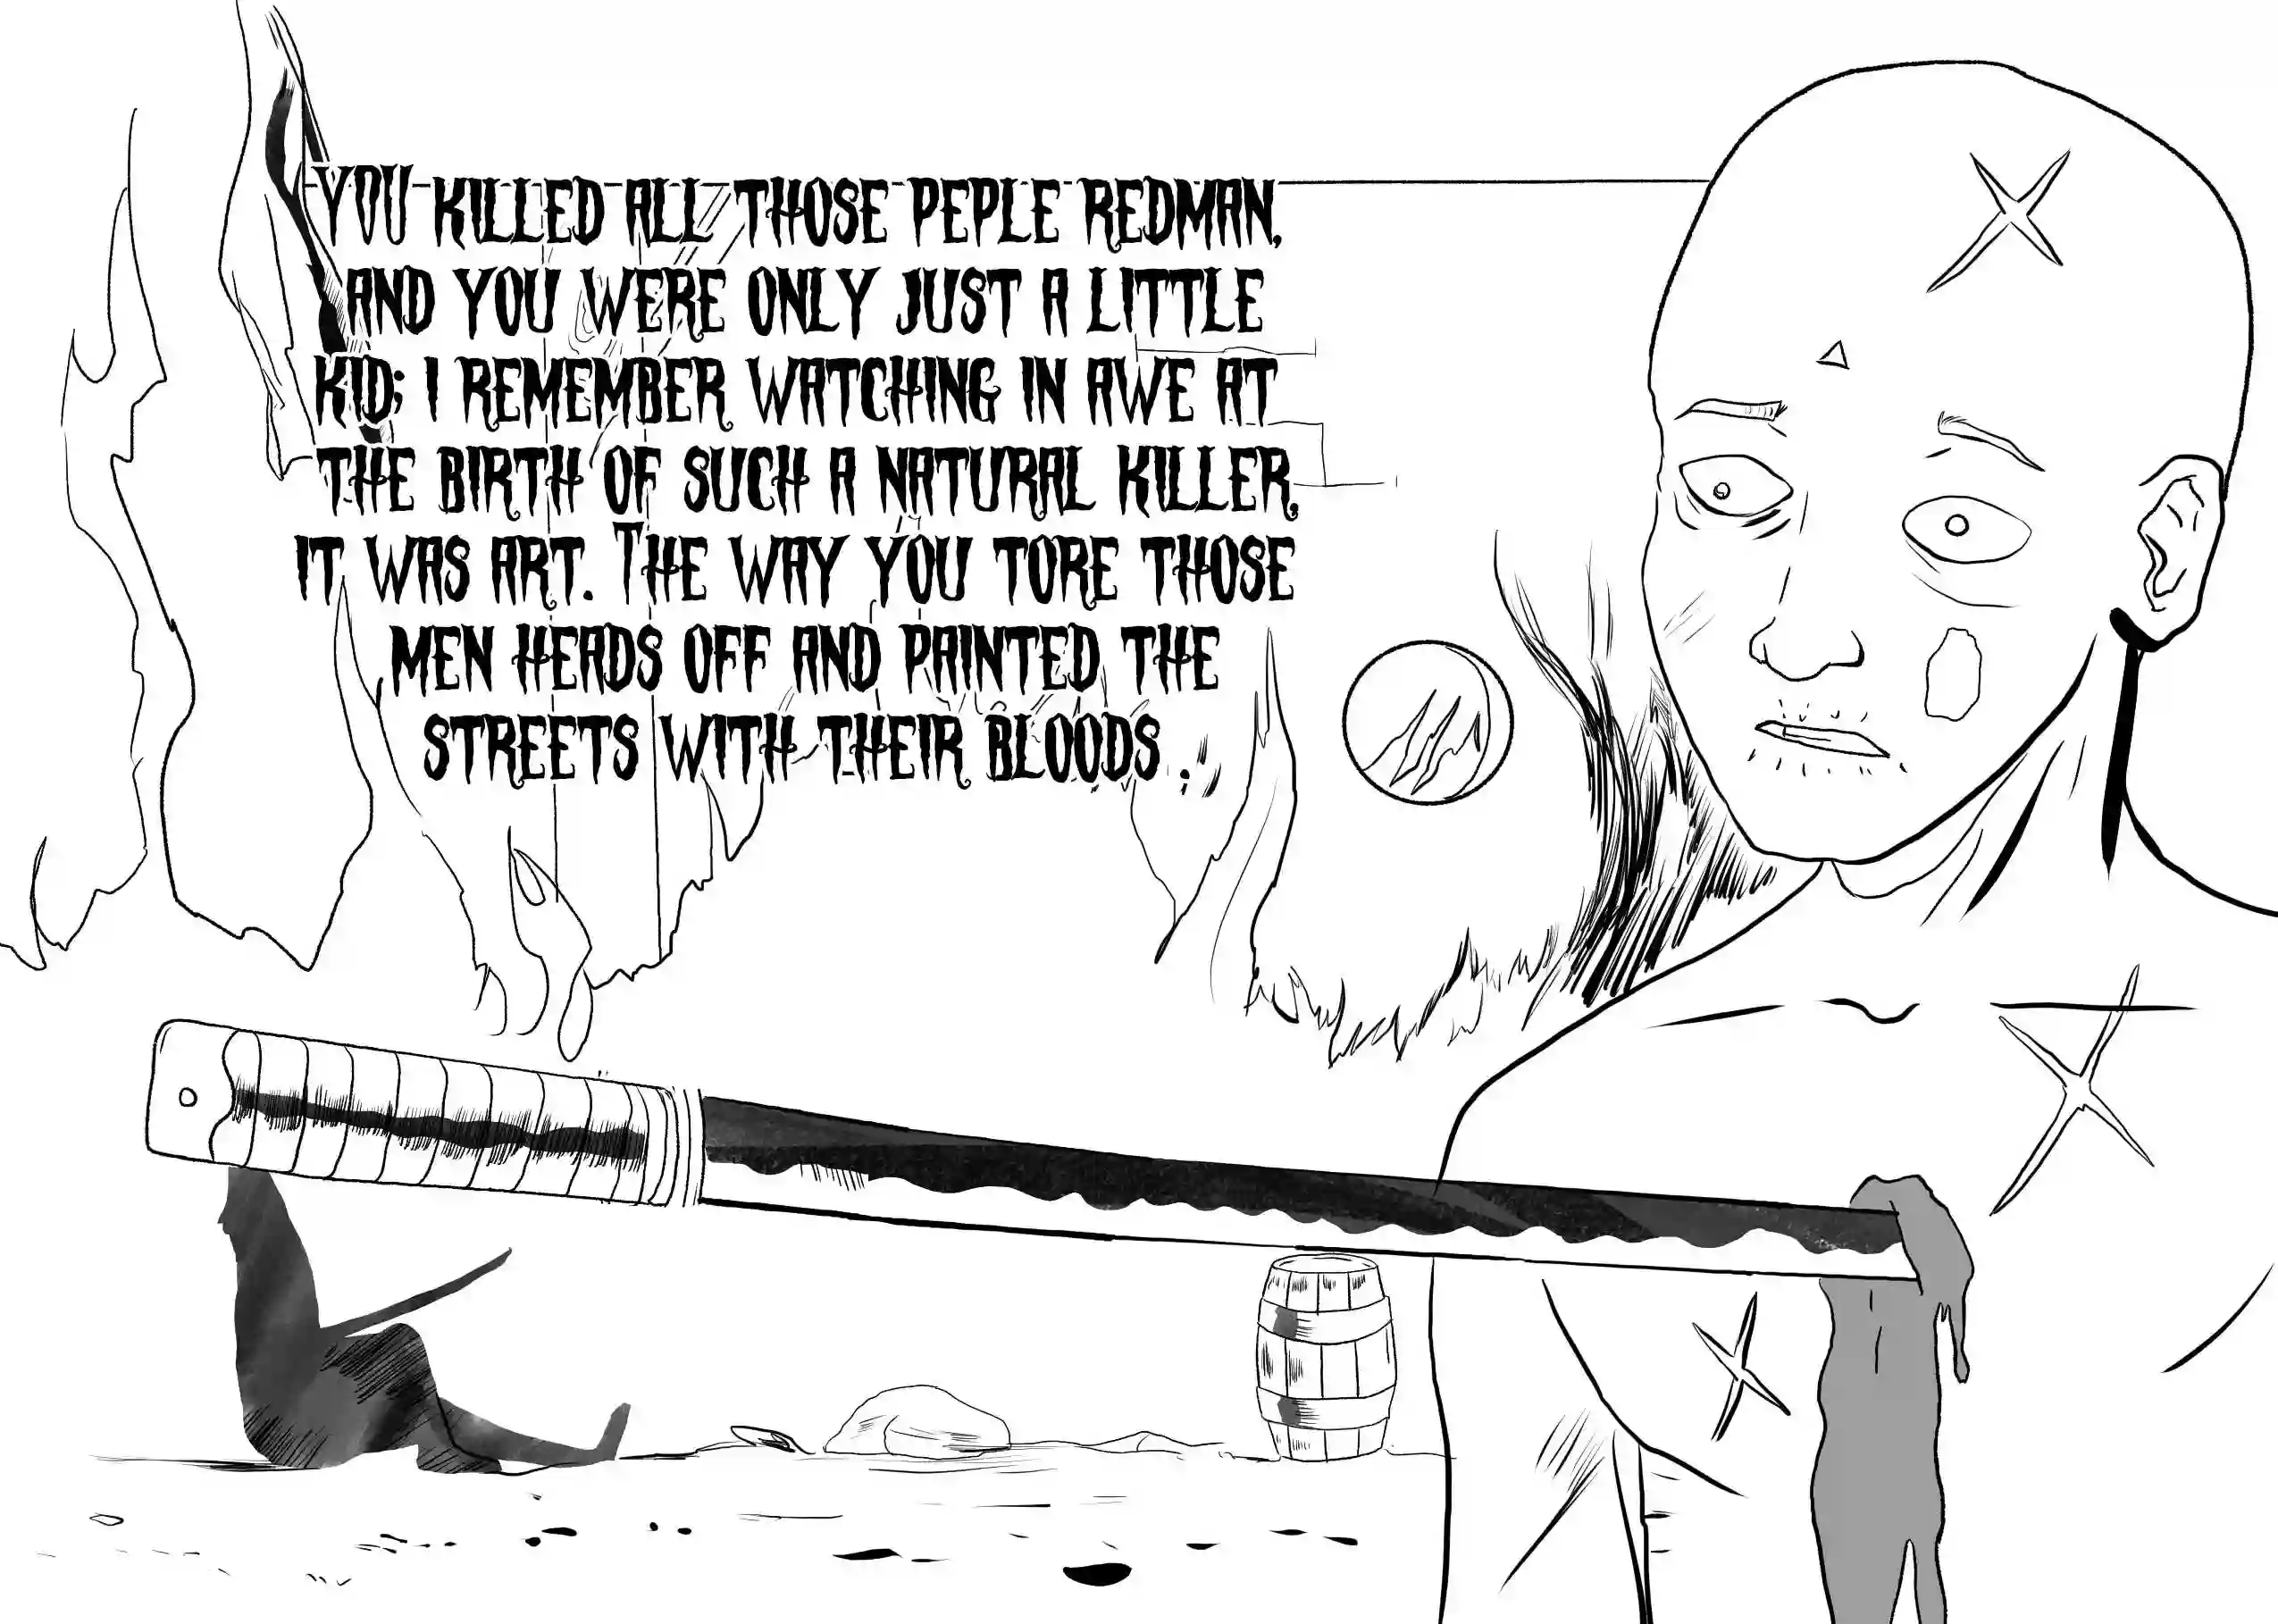 YOU KILLED ALL THOSE PEPLE REDMAN,
AND YOU WERE ONLY JUST A LITTLE
KID; I REMEMBER WATCHING IN AWE AT
THE BIRTH OF SUCH A NATURAL KILLER,
IT WAS ART. THE WAY YOU TORE THOSE
MEN HEADS OFF AND PAINTED THE
STREETS WITH THEIR BLOODS .